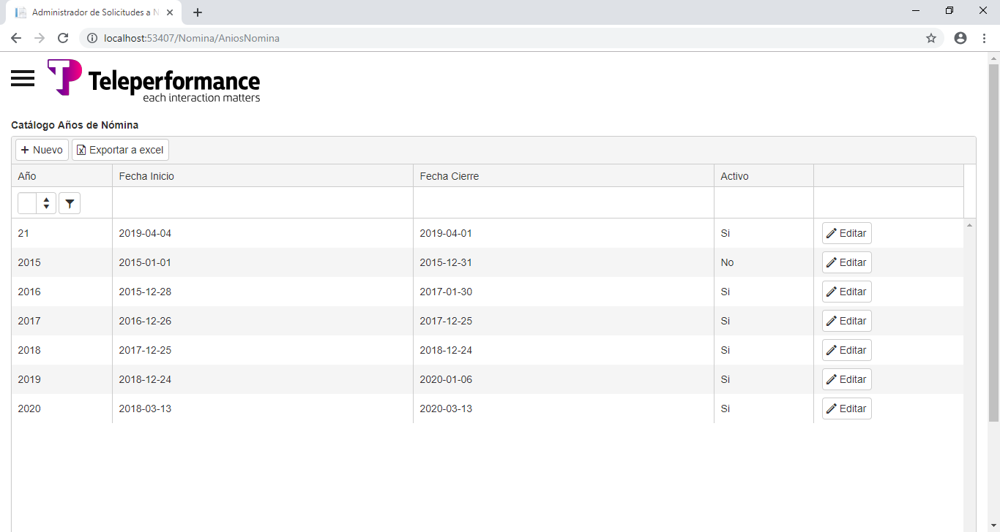 Administrador de Solicitudes a N
localhost:53407/Nomina/AniosNomina
Teleperformance
each interaction matters
Catálogo Años de Nómina
Nuevo Exportar a excel
Año Fecha Inicio Fecha Cierre Activo
21 2019-04-04 2019-04-01 Si Editar
2015 2015-01-01 2015-12-31 No Editar
2016 2015-12-28 2017-01-30 Si Editar
2017 2016-12-26 2017-12-25 Si Editar
2018 2017-12-25 2018-12-24 Si Editar
2019 2018-12-24 2020-01-06 Si Editar
2020 2018-03-13 2020-03-13 Si Editar